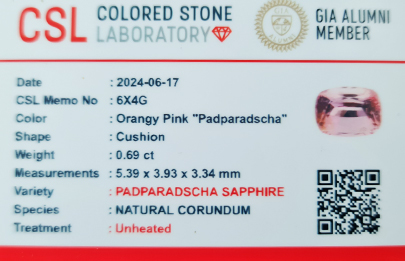 CSL COLORED STONE LABORATORY
GIA ALUMNI MEMBER
Date : 2024-06-17
CSL Memo No : 6X4G
Color : Orangy Pink "Padparadscha"
Shape : Cushion
Weight : 0.69 ct
Measurements : 5.39 x 3.93 x 3.34 mm
Variety : PADPARADSCHA SAPPHIRE
Species : NATURAL CORUNDUM
Treatment : Unheated